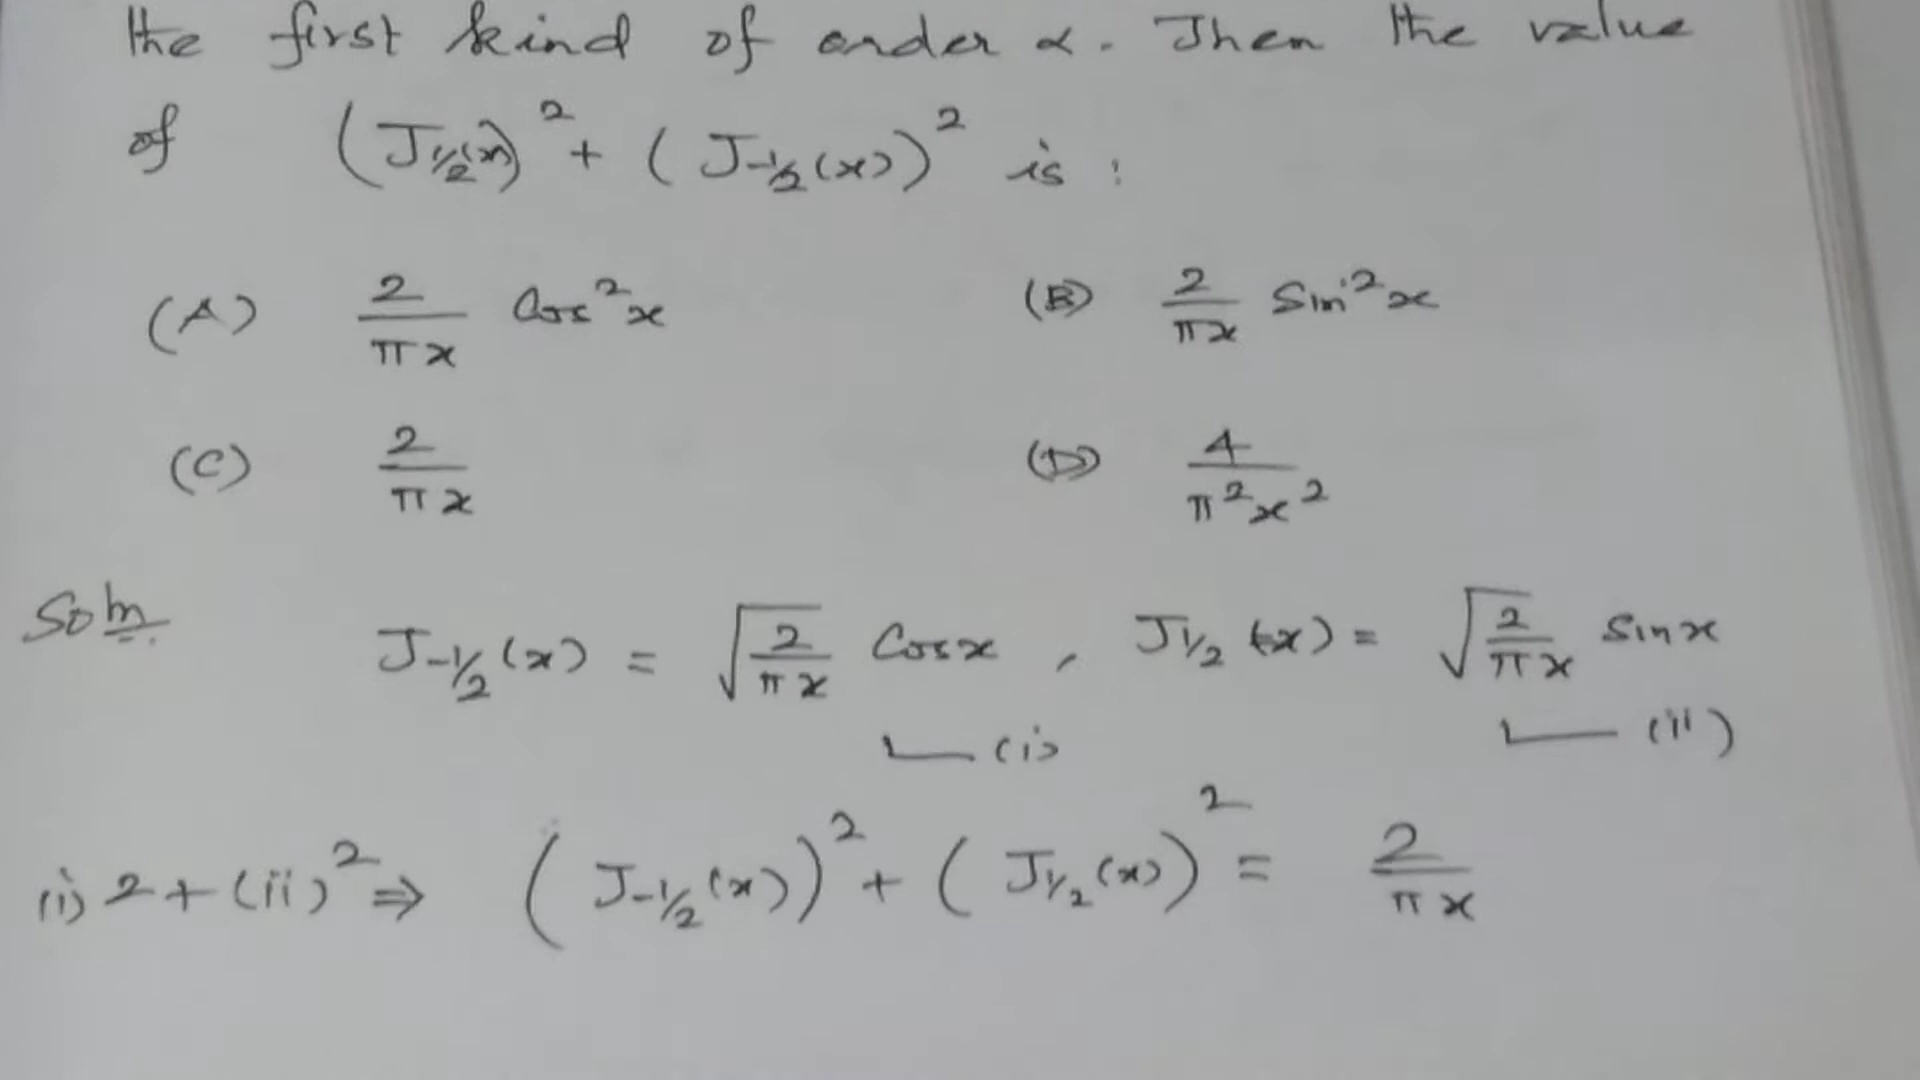 the first kind of order α. Then the value
of (J1/2(x))² + (J-1/2(x))² is :
(A) 2/πx Cos²x (B) 2/πx Sin²x
(C) 2/πx (D) 4/π²x²
Soln. J-1/2(x) = √(2/πx) Cosx , J1/2(x) = √(2/πx) Sinx
(i) (ii)
(i)2 + (ii)² ⇒ (J-1/2(x))² + (J1/2(x))² = 2/πx